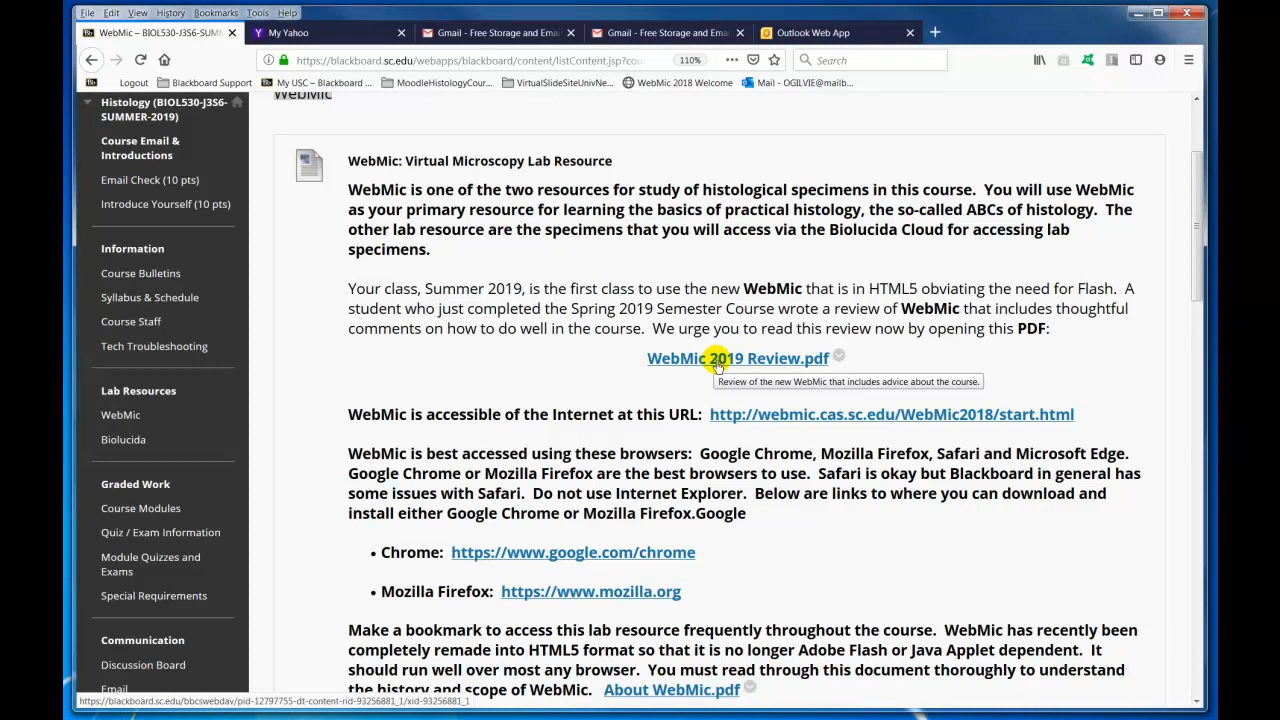 File Edit View History Bookmarks Tools Help
WebMic – BIOL530-J3S6-SUMM
My Yahoo
Gmail - Free Storage and Emai
Gmail - Free Storage and Emai
Outlook Web App
https://blackboard.sc.edu/webapps/blackboard/content/listContent.jsp?cou
110%
Search
Logout
Blackboard Support
My USC – Blackboard ...
MoodleHistologyCour...
VirtualSlideSiteUnivNe...
WebMic 2018 Welcome
Mail - OGILVIE@mailb...
Histology (BIOL530-J3S6-
SUMMER-2019)
Course Email &
Introductions
Email Check (10 pts)
Introduce Yourself (10 pts)
Information
Course Bulletins
Syllabus & Schedule
Course Staff
Tech Troubleshooting
Lab Resources
WebMic
Biolucida
Graded Work
Course Modules
Quiz / Exam Information
Module Quizzes and
Exams
Special Requirements
Communication
Discussion Board
Email
WebMic
WebMic: Virtual Microscopy Lab Resource
WebMic is one of the two resources for study of histological specimens in this course. You will use WebMic
as your primary resource for learning the basics of practical histology, the so-called ABCs of histology. The
other lab resource are the specimens that you will access via the Biolucida Cloud for accessing lab
specimens.
Your class, Summer 2019, is the first class to use the new WebMic that is in HTML5 obviating the need for Flash. A
student who just completed the Spring 2019 Semester Course wrote a review of WebMic that includes thoughtful
comments on how to do well in the course. We urge you to read this review now by opening this PDF:
WebMic 2019 Review.pdf
Review of the new WebMic that includes advice about the course.
WebMic is accessible of the Internet at this URL: http://webmic.cas.sc.edu/WebMic2018/start.html
WebMic is best accessed using these browsers: Google Chrome, Mozilla Firefox, Safari and Microsoft Edge.
Google Chrome or Mozilla Firefox are the best browsers to use. Safari is okay but Blackboard in general has
some issues with Safari. Do not use Internet Explorer. Below are links to where you can download and
install either Google Chrome or Mozilla Firefox.Google
• Chrome: https://www.google.com/chrome
• Mozilla Firefox: https://www.mozilla.org
Make a bookmark to access this lab resource frequently throughout the course. WebMic has recently been
completely remade into HTML5 format so that it is no longer Adobe Flash or Java Applet dependent. It
should run well over most any browser. You must read through this document thoroughly to understand
the history and scope of WebMic. About WebMic.pdf
https://blackboard.sc.edu/bbcswebdav/pid-12797755-dt-content-rid-93256881_1/xid-93256881_1